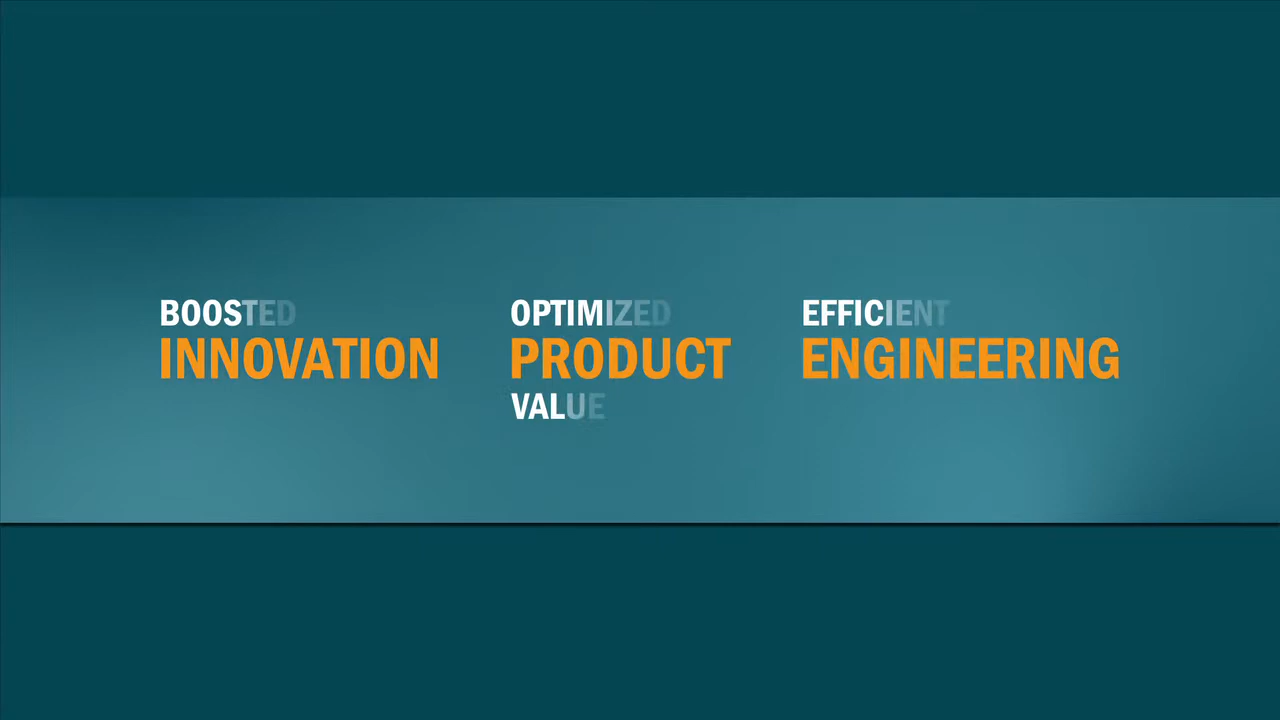 BOOSTED
INNOVATION
OPTIMIZED
PRODUCT
VALUE
EFFICIENT
ENGINEERING